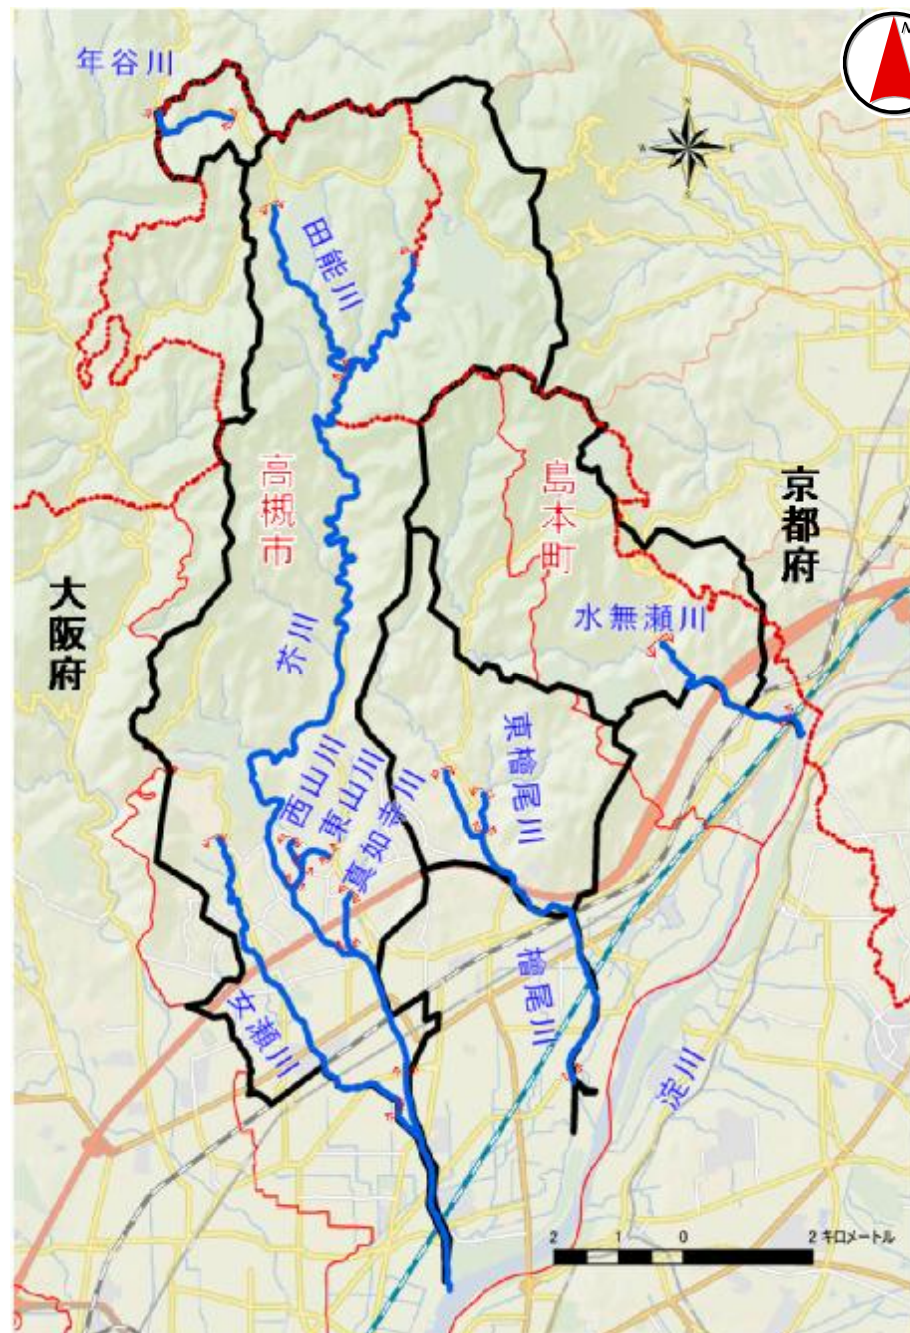 N
年谷川
N
W
E
S
田能川
高槻市
島本町
京都府
大阪府
水無瀬川
芥川
東檜尾川
西山川
東山川
真如寺川
檜尾川
女瀬川
淀川
2 1 0 2 キロメートル